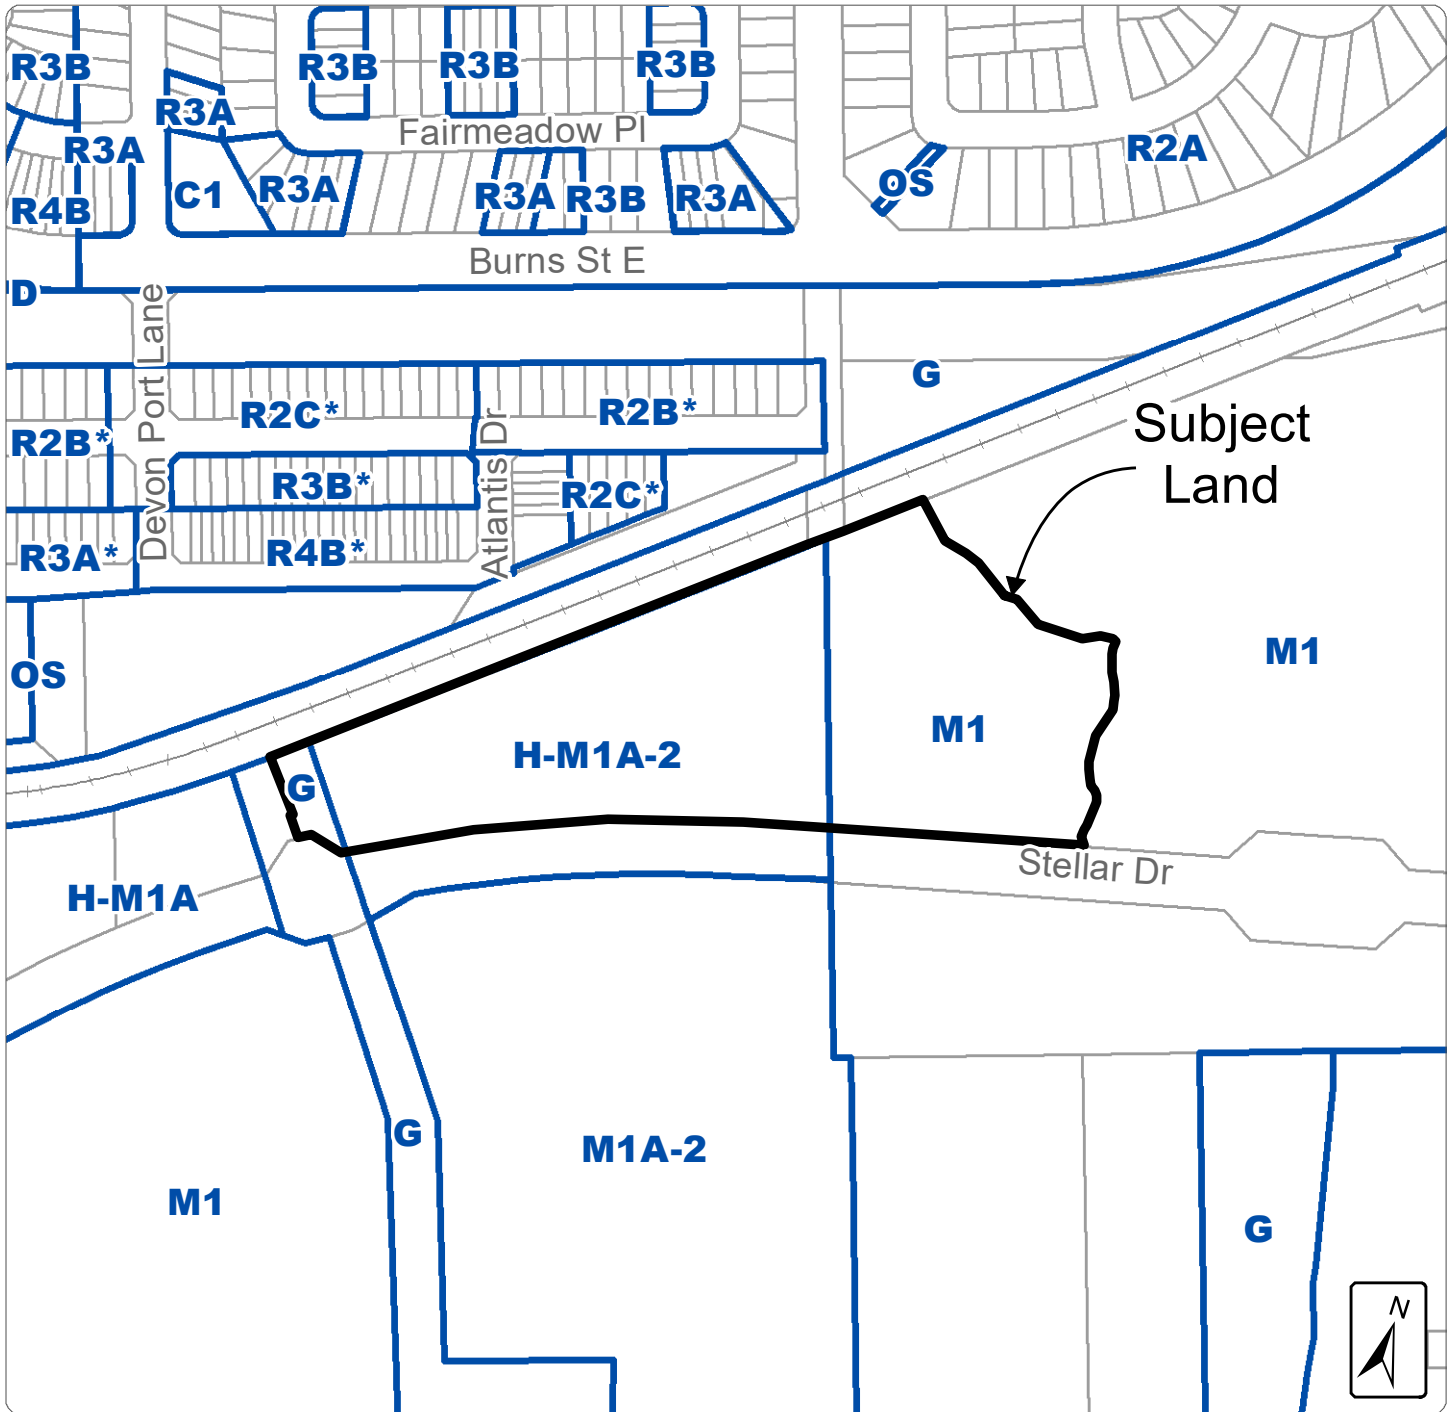 R3B
R3B
R3B
R3B
R3A
Fairmeadow Pl
R3A
R2A
C1
R3A
R3A
R3B
R3A
OS
R4B
Burns St E
D
Devon Port Lane
G
R2C*
R2B*
Subject
Land
R2B*
Atlantis Dr
R3B*
R2C*
R3A*
R4B*
OS
M1
M1
H-M1A-2
G
Stellar Dr
H-M1A
G
M1A-2
M1
G
N